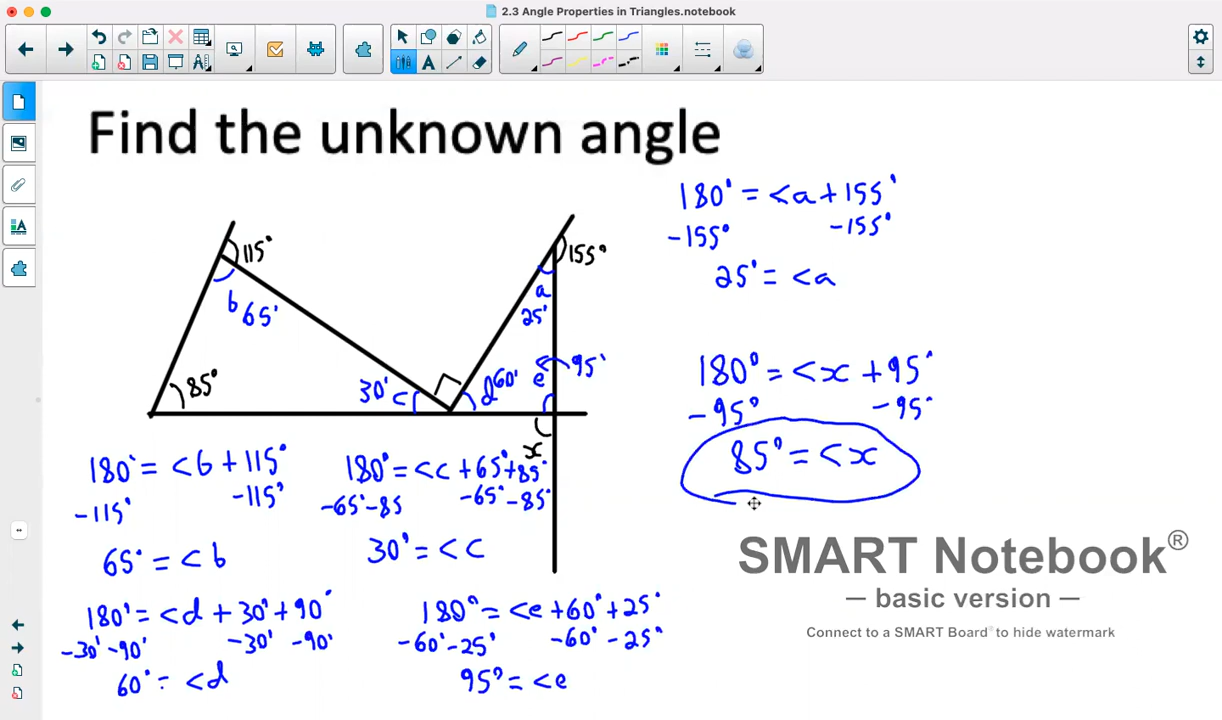 2.3 Angle Properties in Triangles.notebook
Find the unknown angle
115°
b
65°
85°
30°
c
d
60°
155°
a
25°
e
95°
x
180° = <a + 155°
-155° -155°
25° = <a
180° = <x + 95°
-95° -95°
85° = <x
180° = <b + 115°
-115° -115°
65° = <b
180° = <c + 65° + 85°
-65° -85 -65° -85°
30° = <c
180° = <d + 30° + 90°
-30° -90° -30° -90°
60° = <d
180° = <e + 60° + 25°
-60° -25° -60° -25°
95° = <e
SMART Notebook®
— basic version —
Connect to a SMART Board™ to hide watermark